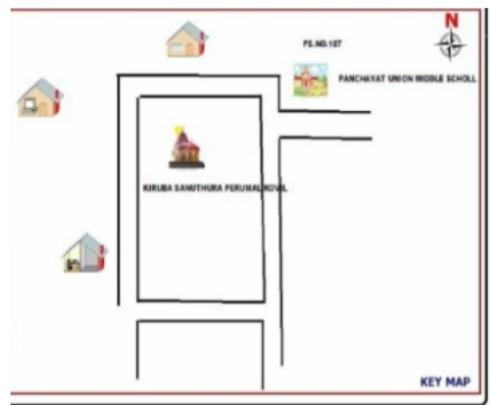 N
PS.NO.187
PANCHAYAT UNION MIDDLE SCHOLL
KIRUBA SANUTHURA PERUMAL KOVIL
KEY MAP